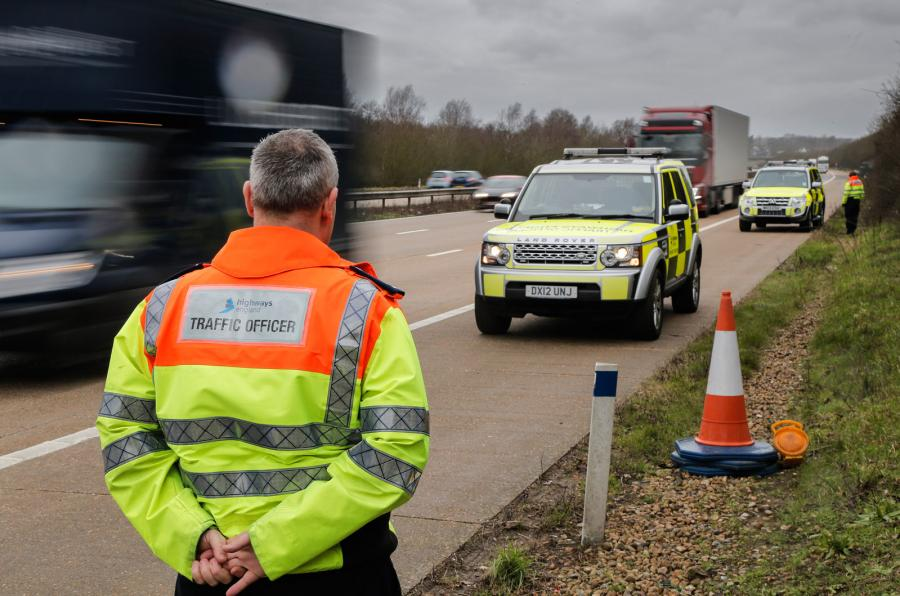 highways
england
TRAFFIC OFFICER
LAND ROVER
DX12 UNJ